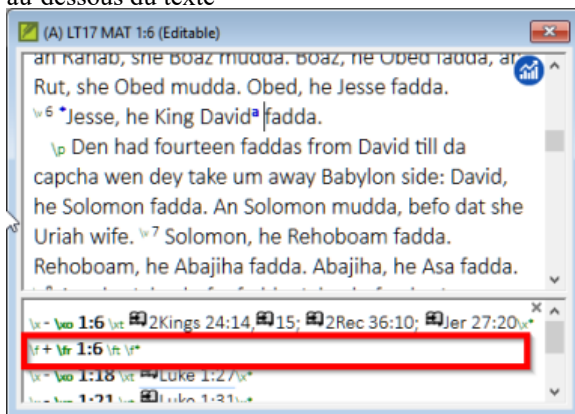 au-dessous du texte
(A) LT17 MAT 1:6 (Editable)
an Rahab, she Boaz mudda. Boaz, he Obed fadda, an
Rut, she Obed mudda. Obed, he Jesse fadda.
\v 6 *Jesse, he King Davidᵃ fadda.
\p Den had fourteen faddas from David till da
capcha wen dey take um away Babylon side: David,
he Solomon fadda. An Solomon mudda, befo dat she
Uriah wife. \v 7 Solomon, he Rehoboam fadda.
Rehoboam, he Abajiha fadda. Abajiha, he Asa fadda.
\x - \xo 1:6 \xt 2Kings 24:14, 15; 2Rec 36:10; Jer 27:20\x*
\f + \fr 1:6 \ft \f*
\x - \xo 1:18 \xt Luke 1:27\x*
\x - \xo 1:21 \xt Luke 1:31\x*